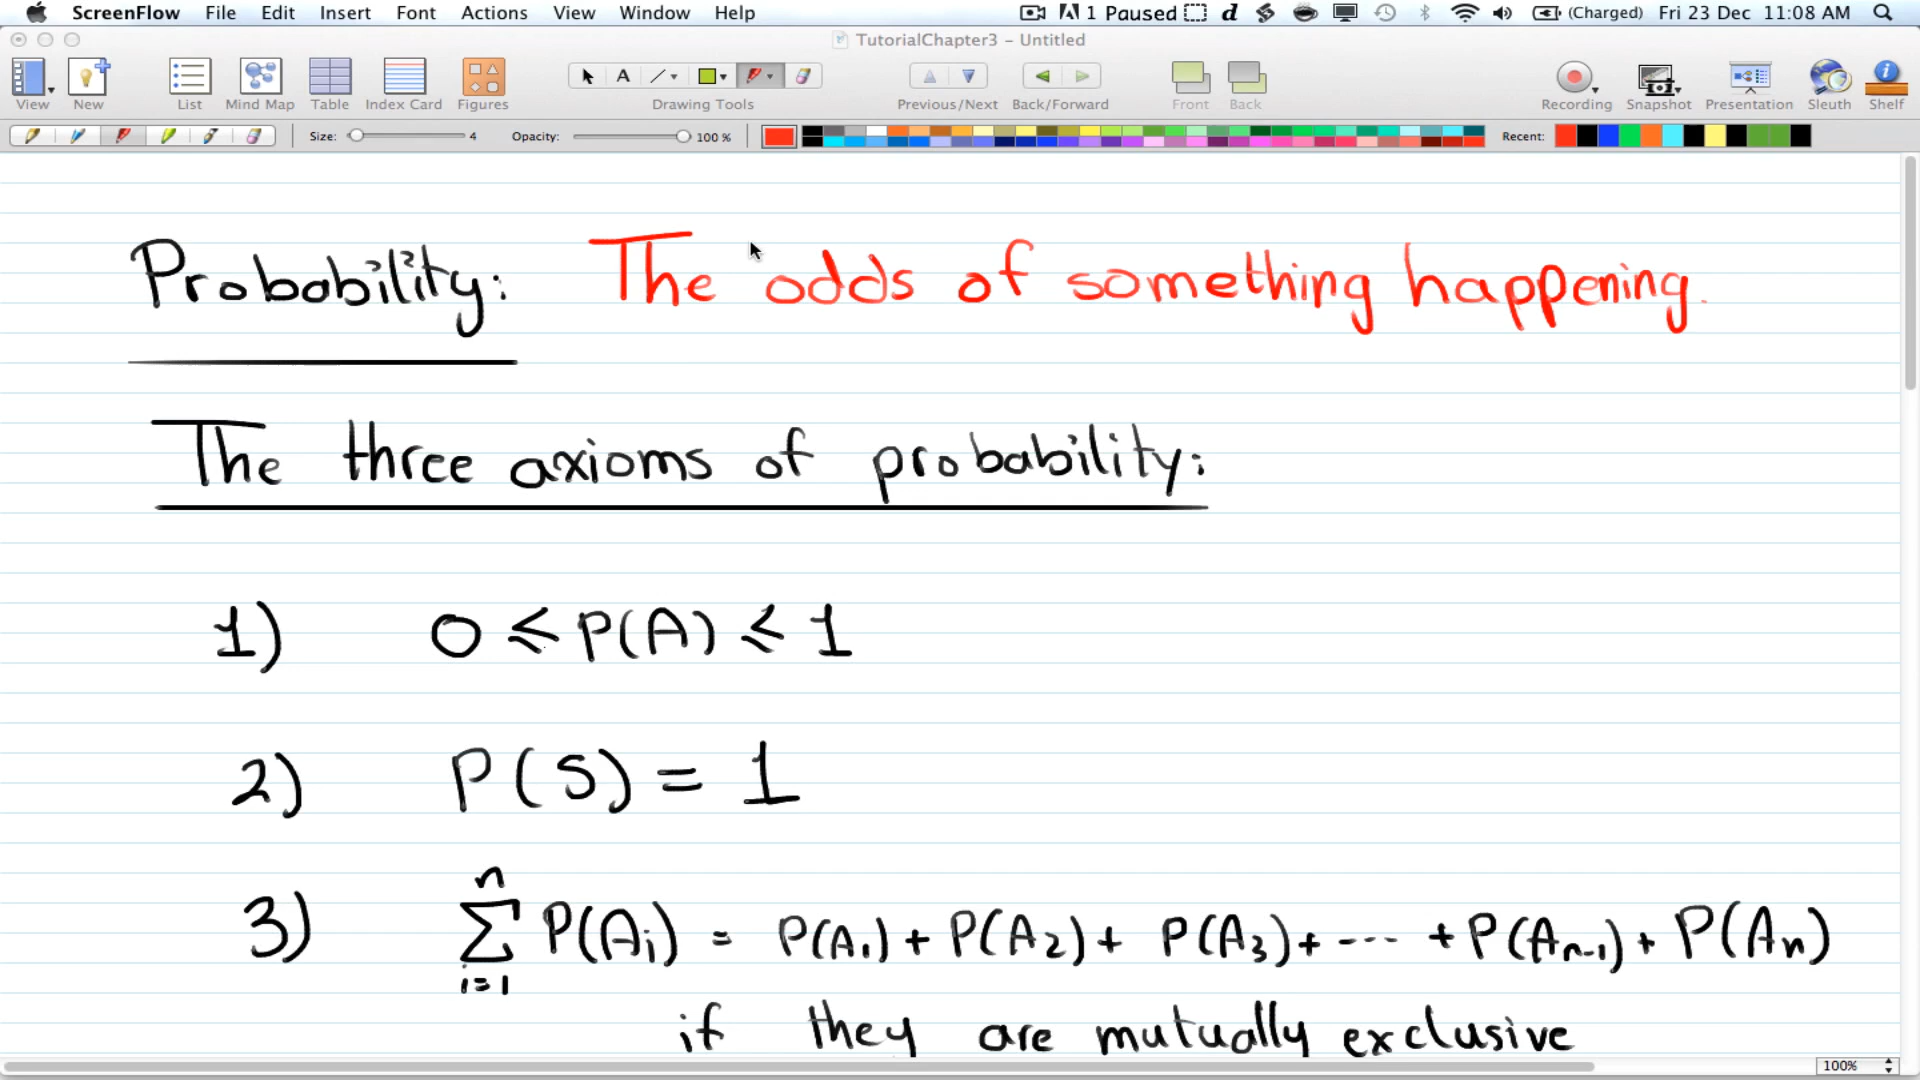 ScreenFlow File Edit Insert Font Actions View Window Help 1 Paused (Charged) Fri 23 Dec 11:08 AM
TutorialChapter3 – Untitled
View New List Mind Map Table Index Card Figures Drawing Tools Previous/Next Back/Forward Front Back Recording Snapshot Presentation Sleuth Shelf
Size: 4 Opacity: 100 % Recent:
Probability: The odds of something happening.
The three axioms of probability:
1) 0 ≤ P(A) ≤ 1
2) P(S) = 1
n
3) Σ P(Ai) = P(A1) + P(A2) + P(A3) + --- + P(An-1) + P(An)
i=1
if they are mutually exclusive
100%